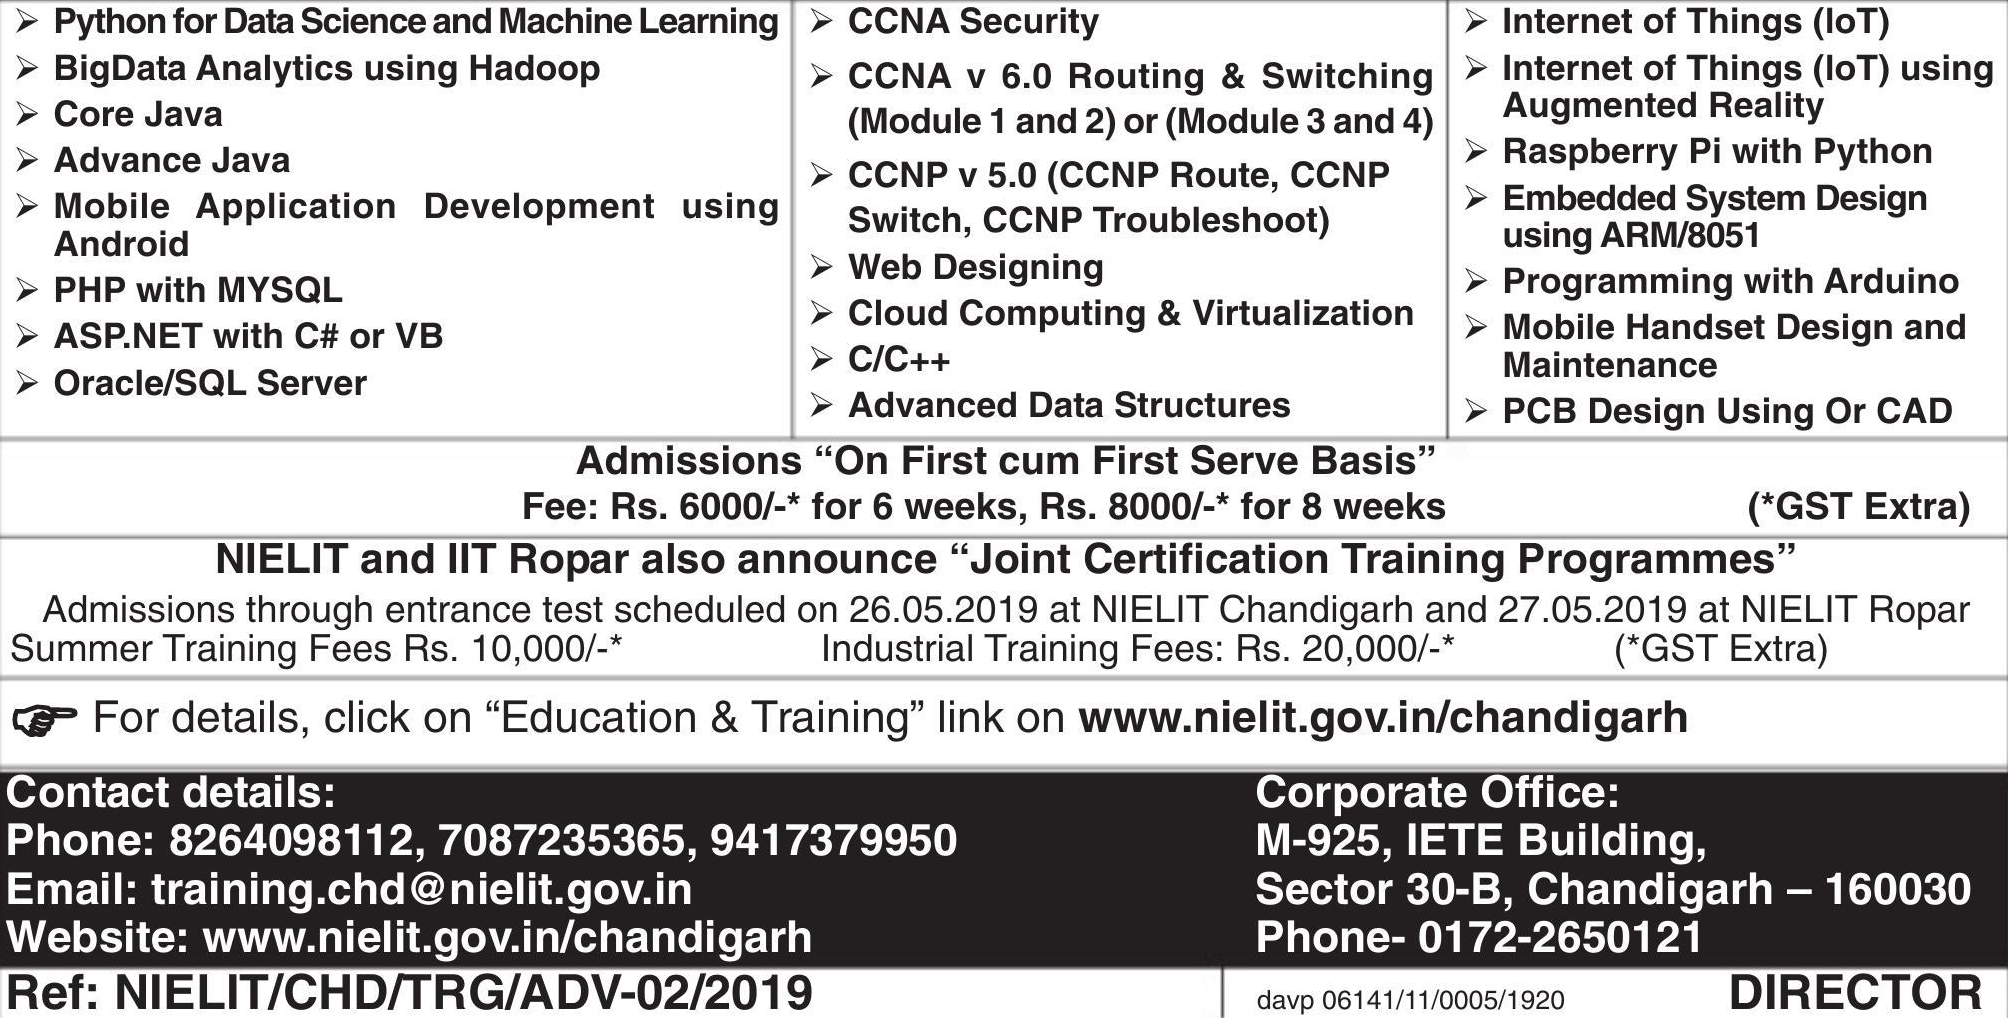 ➢ Python for Data Science and Machine Learning
➢ BigData Analytics using Hadoop
➢ Core Java
➢ Advance Java
➢ Mobile Application Development using
Android
➢ PHP with MYSQL
➢ ASP.NET with C# or VB
➢ Oracle/SQL Server
➢ CCNA Security
➢ CCNA v 6.0 Routing & Switching
(Module 1 and 2) or (Module 3 and 4)
➢ CCNP v 5.0 (CCNP Route, CCNP
Switch, CCNP Troubleshoot)
➢ Web Designing
➢ Cloud Computing & Virtualization
➢ C/C++
➢ Advanced Data Structures
➢ Internet of Things (IoT)
➢ Internet of Things (IoT) using
Augmented Reality
➢ Raspberry Pi with Python
➢ Embedded System Design
using ARM/8051
➢ Programming with Arduino
➢ Mobile Handset Design and
Maintenance
➢ PCB Design Using Or CAD
Admissions “On First cum First Serve Basis”
Fee: Rs. 6000/-* for 6 weeks, Rs. 8000/-* for 8 weeks (*GST Extra)
NIELIT and IIT Ropar also announce “Joint Certification Training Programmes”
Admissions through entrance test scheduled on 26.05.2019 at NIELIT Chandigarh and 27.05.2019 at NIELIT Ropar
Summer Training Fees Rs. 10,000/-* Industrial Training Fees: Rs. 20,000/-* (*GST Extra)
For details, click on “Education & Training” link on www.nielit.gov.in/chandigarh
Contact details:
Phone: 8264098112, 7087235365, 9417379950
Email: training.chd@nielit.gov.in
Website: www.nielit.gov.in/chandigarh
Corporate Office:
M-925, IETE Building,
Sector 30-B, Chandigarh – 160030
Phone- 0172-2650121
Ref: NIELIT/CHD/TRG/ADV-02/2019
davp 06141/11/0005/1920
DIRECTOR